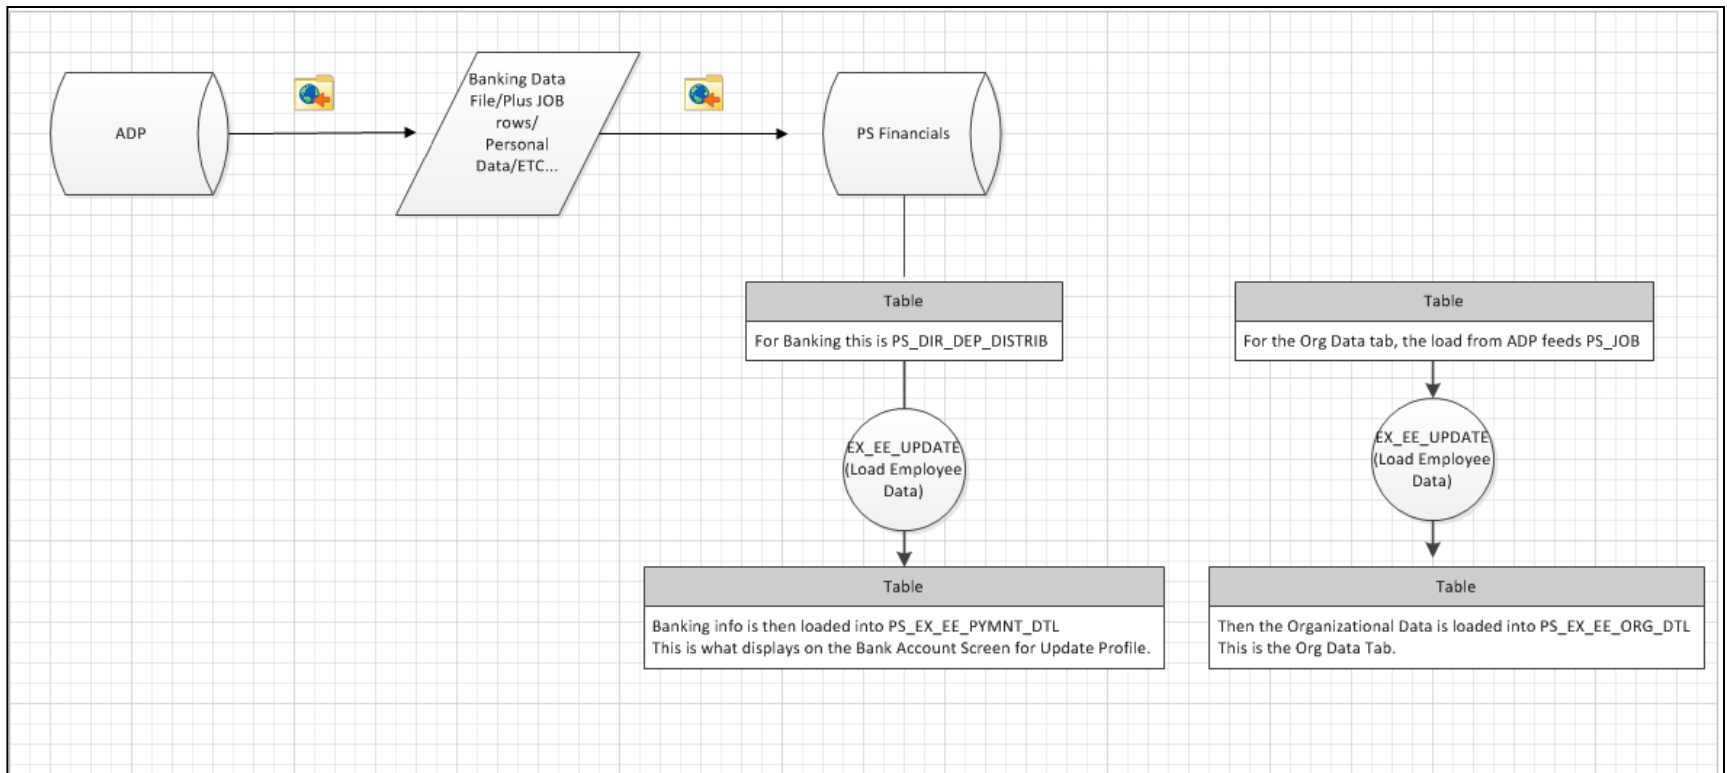 ADP
Banking Data
File/Plus JOB
rows/
Personal
Data/ETC...
PS Financials
Table
For Banking this is PS_DIR_DEP_DISTRIB
EX_EE_UPDATE
(Load Employee
Data)
Table
Banking info is then loaded into PS_EX_EE_PYMNT_DTL
This is what displays on the Bank Account Screen for Update Profile.
Table
For the Org Data tab, the load from ADP feeds PS_JOB
EX_EE_UPDATE
(Load Employee
Data)
Table
Then the Organizational Data is loaded into PS_EX_EE_ORG_DTL
This is the Org Data Tab.